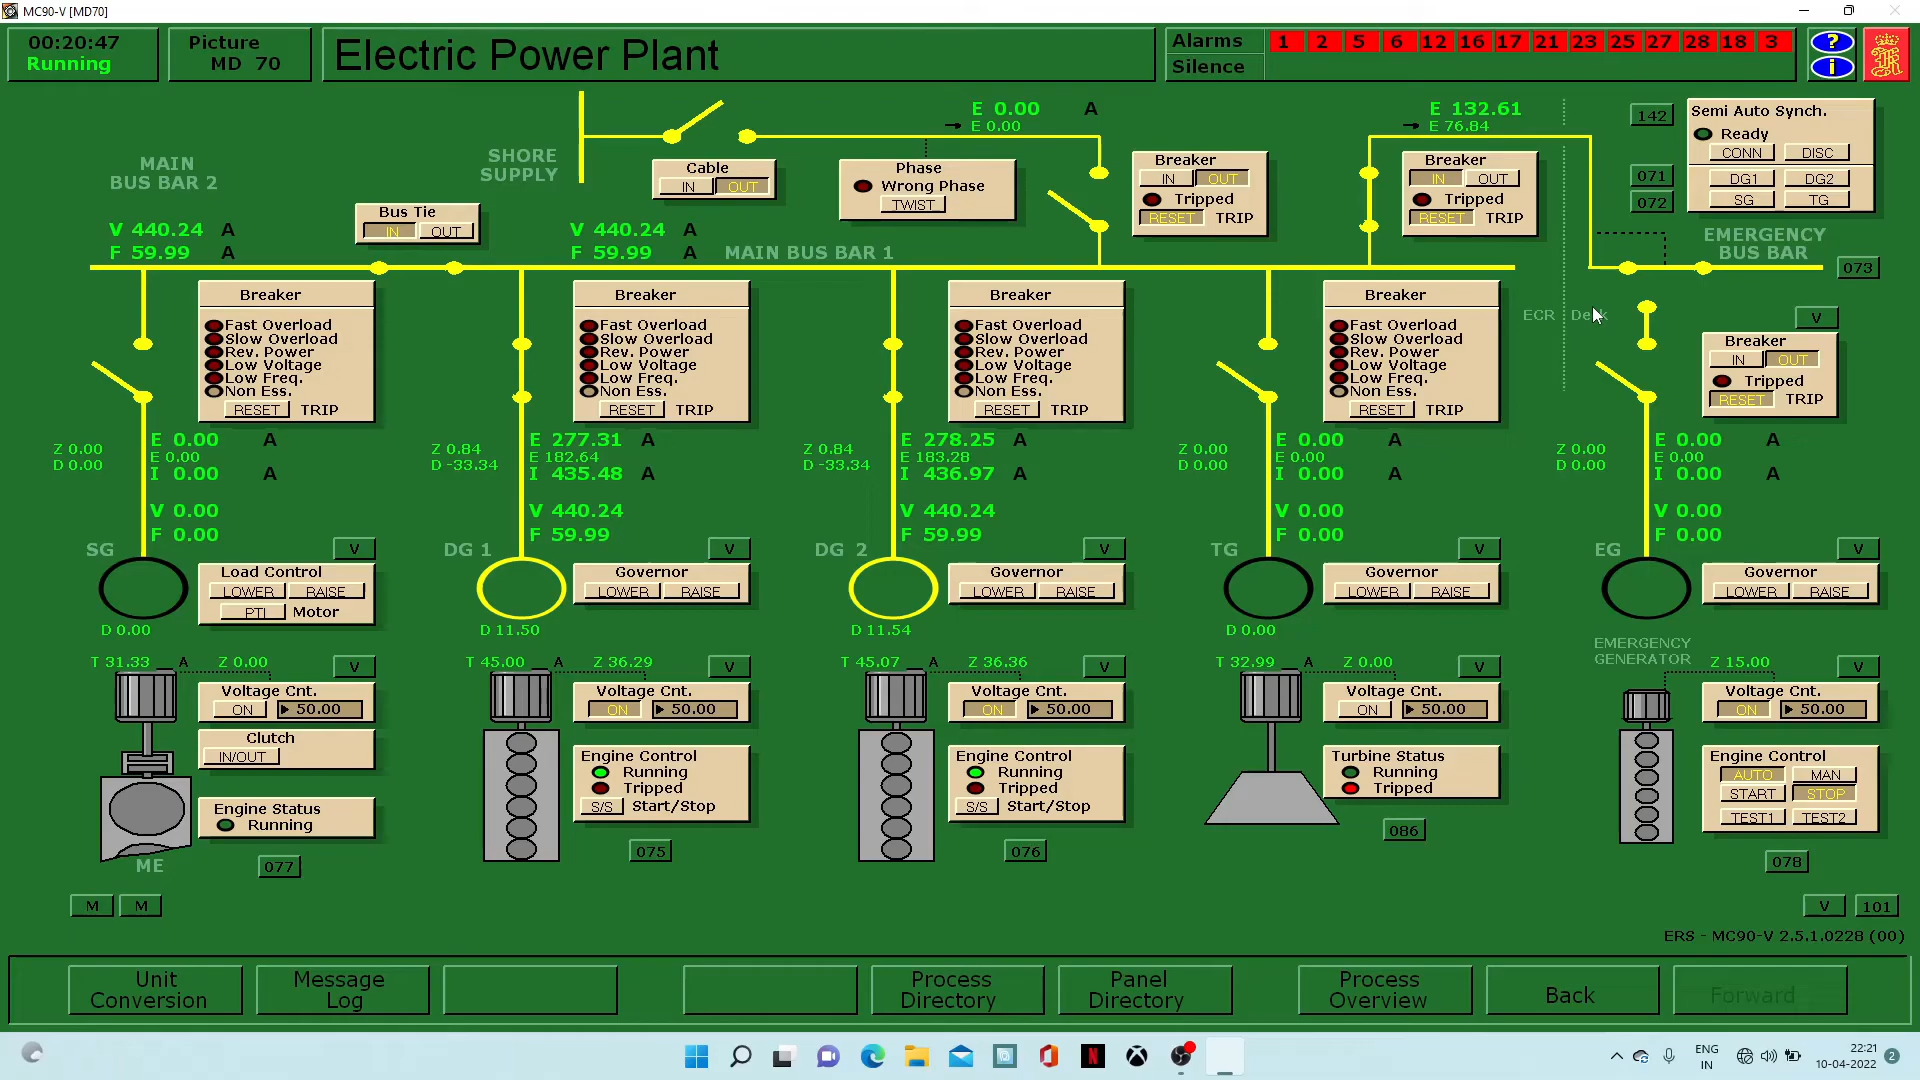 MC90-V [MD70]
00:20:47
Running
Picture
MD 70
Electric Power Plant
Alarms 1 2 5 6 12 16 17 21 23 25 27 28 18 3
Silence
?
i
E 0.00 A
E 0.00
E 132.61
E 76.84
142
Semi Auto Synch.
Ready
CONN DISC
071
DG1 DG2
072
SG TG
MAIN
BUS BAR 2
SHORE
SUPPLY
Cable
IN OUT
Phase
Wrong Phase
TWIST
Breaker
IN OUT
Tripped
RESET TRIP
Breaker
IN OUT
Tripped
RESET TRIP
Bus Tie
IN OUT
V 440.24 A
F 59.99 A
V 440.24 A
F 59.99 A
MAIN BUS BAR 1
EMERGENCY
BUS BAR
073
Breaker
Fast Overload
Slow Overload
Rev. Power
Low Voltage
Low Freq.
Non Ess.
RESET TRIP
Breaker
Fast Overload
Slow Overload
Rev. Power
Low Voltage
Low Freq.
Non Ess.
RESET TRIP
Breaker
Fast Overload
Slow Overload
Rev. Power
Low Voltage
Low Freq.
Non Ess.
RESET TRIP
Breaker
Fast Overload
Slow Overload
Rev. Power
Low Voltage
Low Freq.
Non Ess.
RESET TRIP
ECR
V
Breaker
IN OUT
Tripped
RESET TRIP
Z 0.00
D 0.00
E 0.00 A
E 0.00
I 0.00 A
V 0.00
F 0.00
Z 0.84
D -33.34
E 277.31 A
E 182.64
I 435.48 A
V 440.24
F 59.99
Z 0.84
D -33.34
E 278.25 A
E 183.28
I 436.97 A
V 440.24
F 59.99
Z 0.00
D 0.00
E 0.00 A
E 0.00
I 0.00 A
V 0.00
F 0.00
Z 0.00
D 0.00
E 0.00 A
E 0.00
I 0.00 A
V 0.00
F 0.00
SG V
Load Control
LOWER RAISE
PTI Motor
D 0.00
DG 1 V
Governor
LOWER RAISE
D 11.50
DG 2 V
Governor
LOWER RAISE
D 11.54
TG V
Governor
LOWER RAISE
D 0.00
EG V
Governor
LOWER RAISE
EMERGENCY
GENERATOR
T 31.33 A Z 0.00 V
Voltage Cnt.
ON 50.00
Clutch
IN/OUT
Engine Status
Running
ME
077
T 45.00 A Z 36.29 V
Voltage Cnt.
ON 50.00
Engine Control
Running
Tripped
S/S Start/Stop
075
T 45.07 A Z 36.36 V
Voltage Cnt.
ON 50.00
Engine Control
Running
Tripped
S/S Start/Stop
076
T 32.99 A Z 0.00 V
Voltage Cnt.
ON 50.00
Turbine Status
Running
Tripped
086
Z 15.00 V
Voltage Cnt.
ON 50.00
Engine Control
AUTO MAN
START STOP
TEST1 TEST2
078
M M
V 101
ERS - MC90-V 2.5.1.0228 (00)
Unit
Conversion
Message
Log
Process
Directory
Panel
Directory
Process
Overview
Back
Forward
ENG
IN
22:21
10-04-2022
2